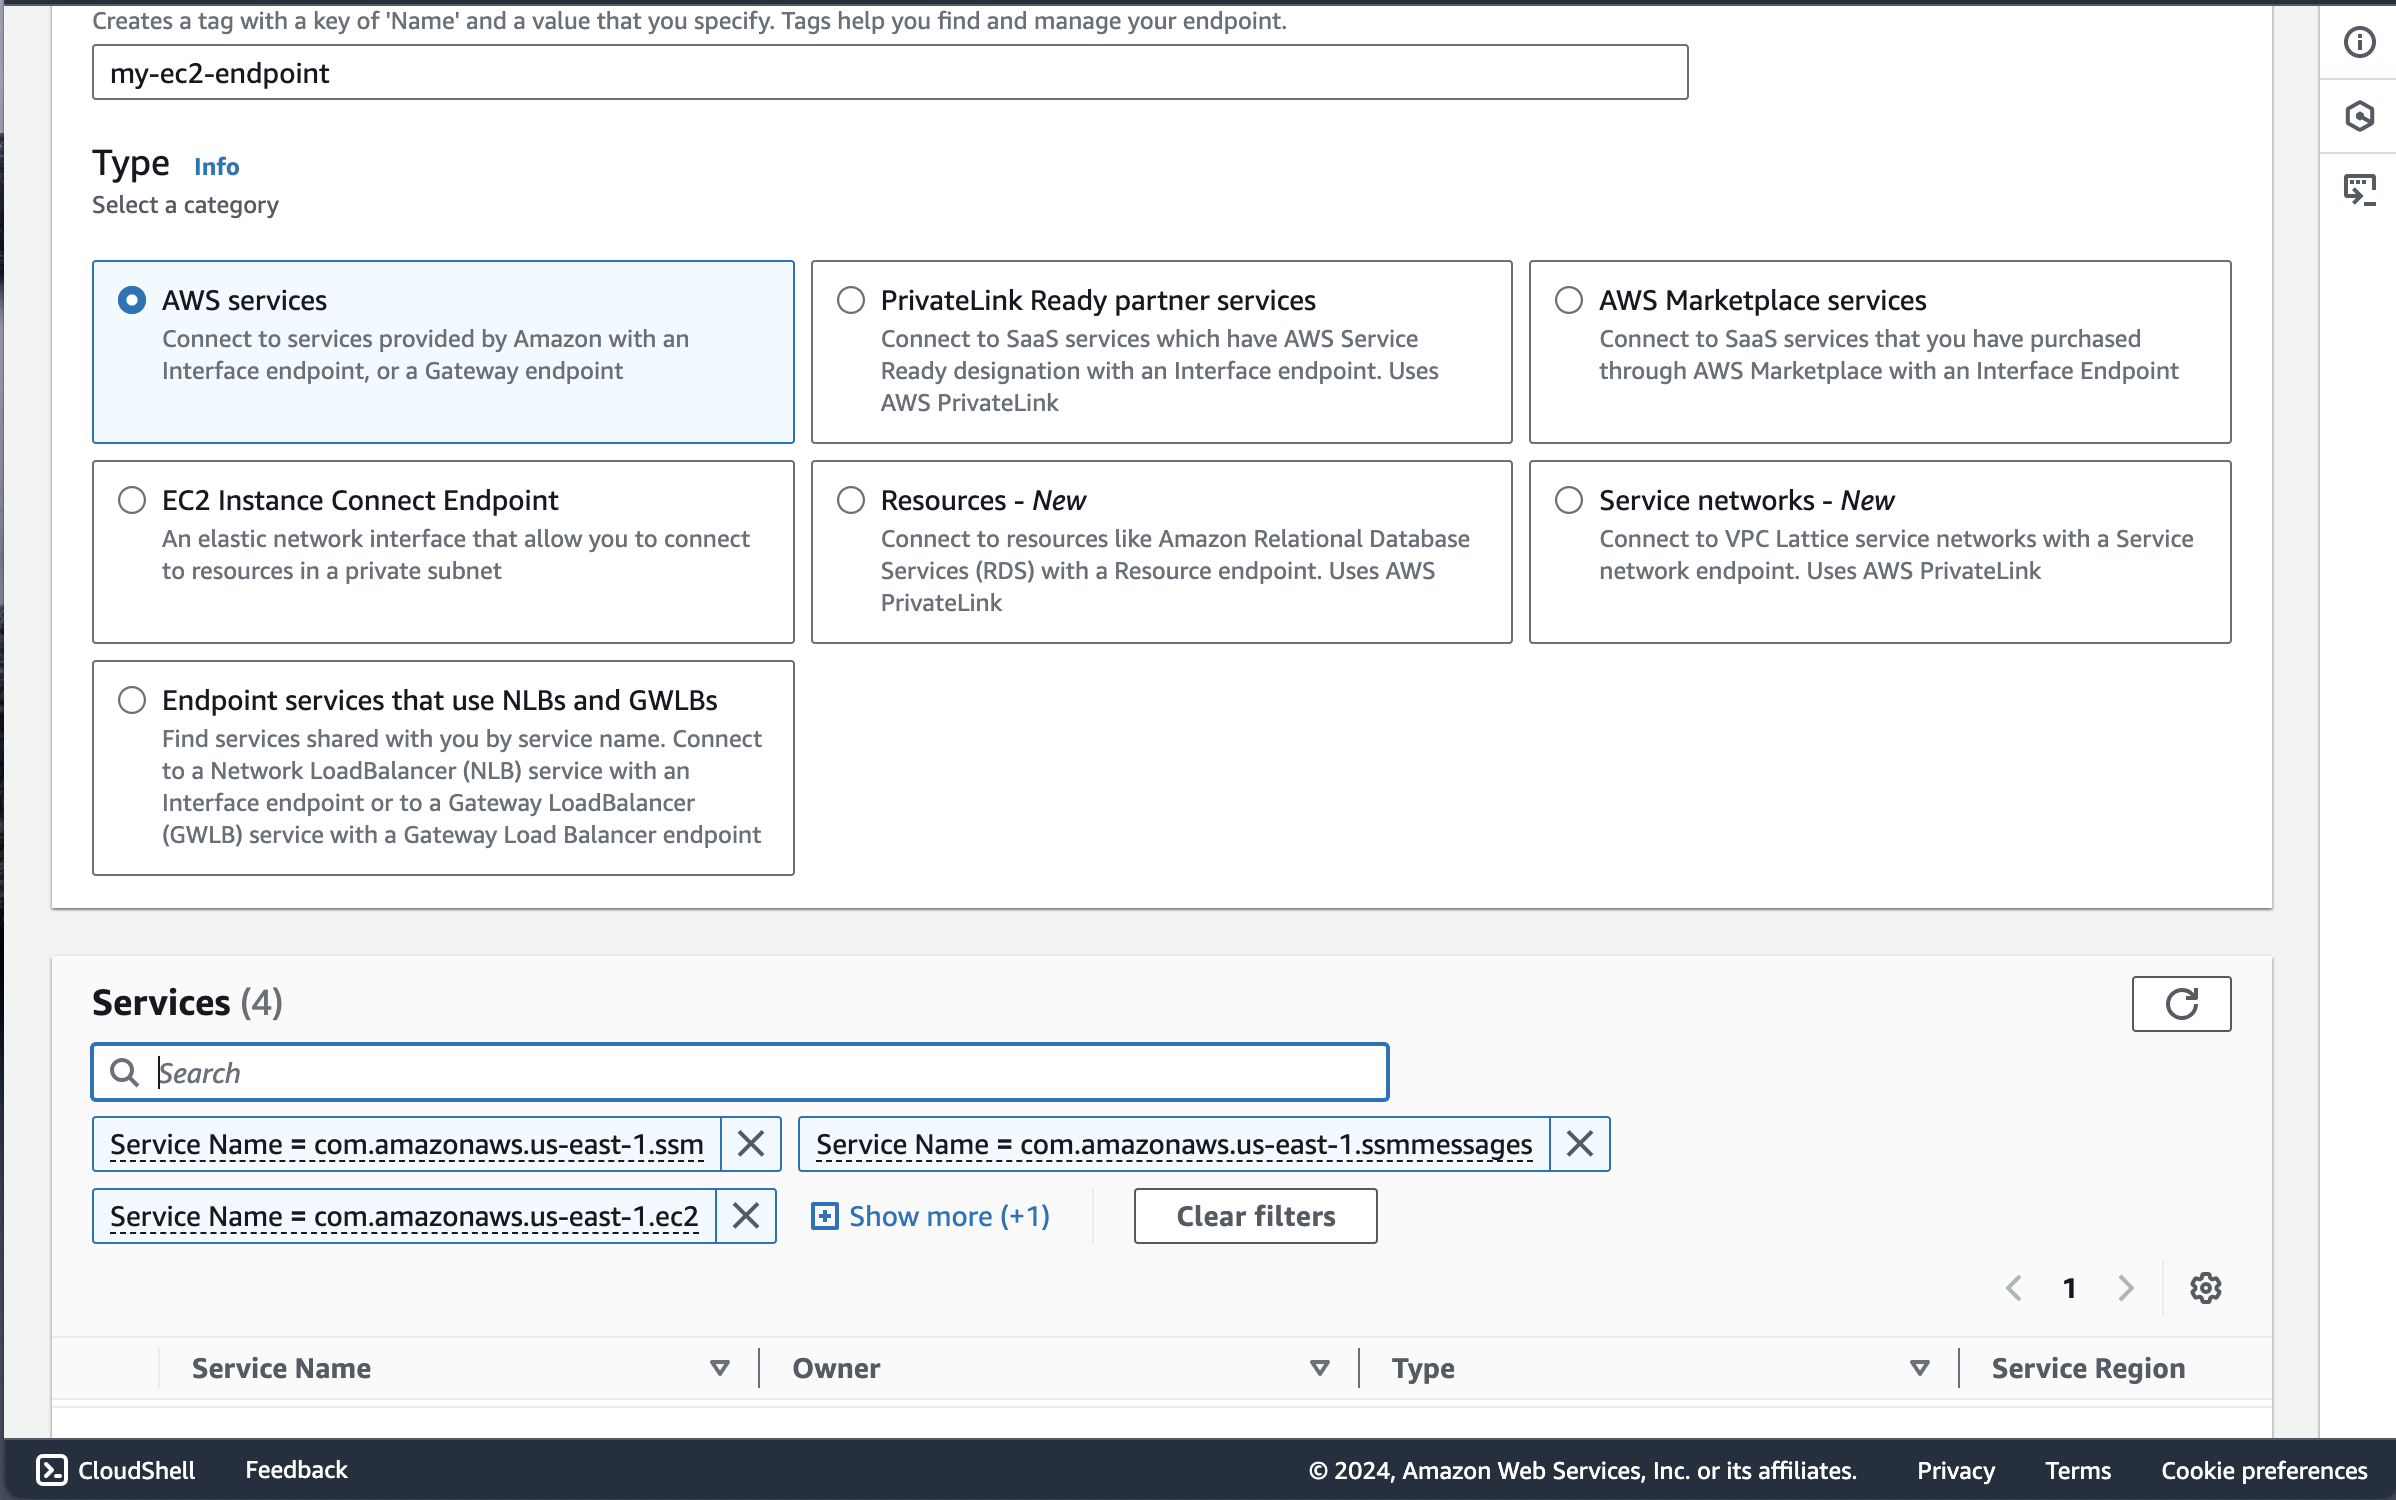 Creates a tag with a key of 'Name' and a value that you specify. Tags help you find and manage your endpoint.
my-ec2-endpoint
Type Info
Select a category
AWS services
Connect to services provided by Amazon with an
Interface endpoint, or a Gateway endpoint
PrivateLink Ready partner services
Connect to SaaS services which have AWS Service
Ready designation with an Interface endpoint. Uses
AWS PrivateLink
AWS Marketplace services
Connect to SaaS services that you have purchased
through AWS Marketplace with an Interface Endpoint
EC2 Instance Connect Endpoint
An elastic network interface that allow you to connect
to resources in a private subnet
Resources - New
Connect to resources like Amazon Relational Database
Services (RDS) with a Resource endpoint. Uses AWS
PrivateLink
Service networks - New
Connect to VPC Lattice service networks with a Service
network endpoint. Uses AWS PrivateLink
Endpoint services that use NLBs and GWLBs
Find services shared with you by service name. Connect
to a Network LoadBalancer (NLB) service with an
Interface endpoint or to a Gateway LoadBalancer
(GWLB) service with a Gateway Load Balancer endpoint
Services (4)
Search
Service Name = com.amazonaws.us-east-1.ssm
Service Name = com.amazonaws.us-east-1.ssmmessages
Service Name = com.amazonaws.us-east-1.ec2
Show more (+1)
Clear filters
1
Service Name Owner Type Service Region
CloudShell Feedback © 2024, Amazon Web Services, Inc. or its affiliates. Privacy Terms Cookie preferences